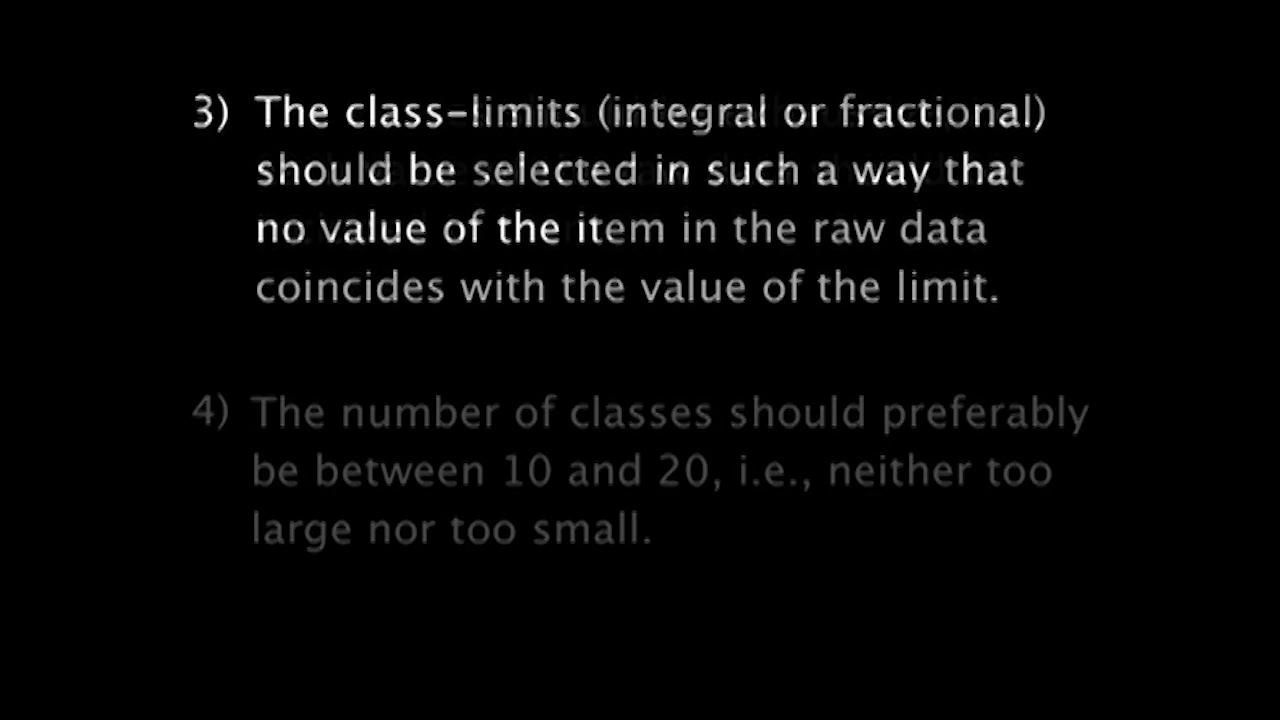 3) The class-limits (integral or fractional)
should be selected in such a way that
no value of the item in the raw data
coincides with the value of the limit.
4) The number of classes should preferably
be between 10 and 20, i.e., neither too
large nor too small.